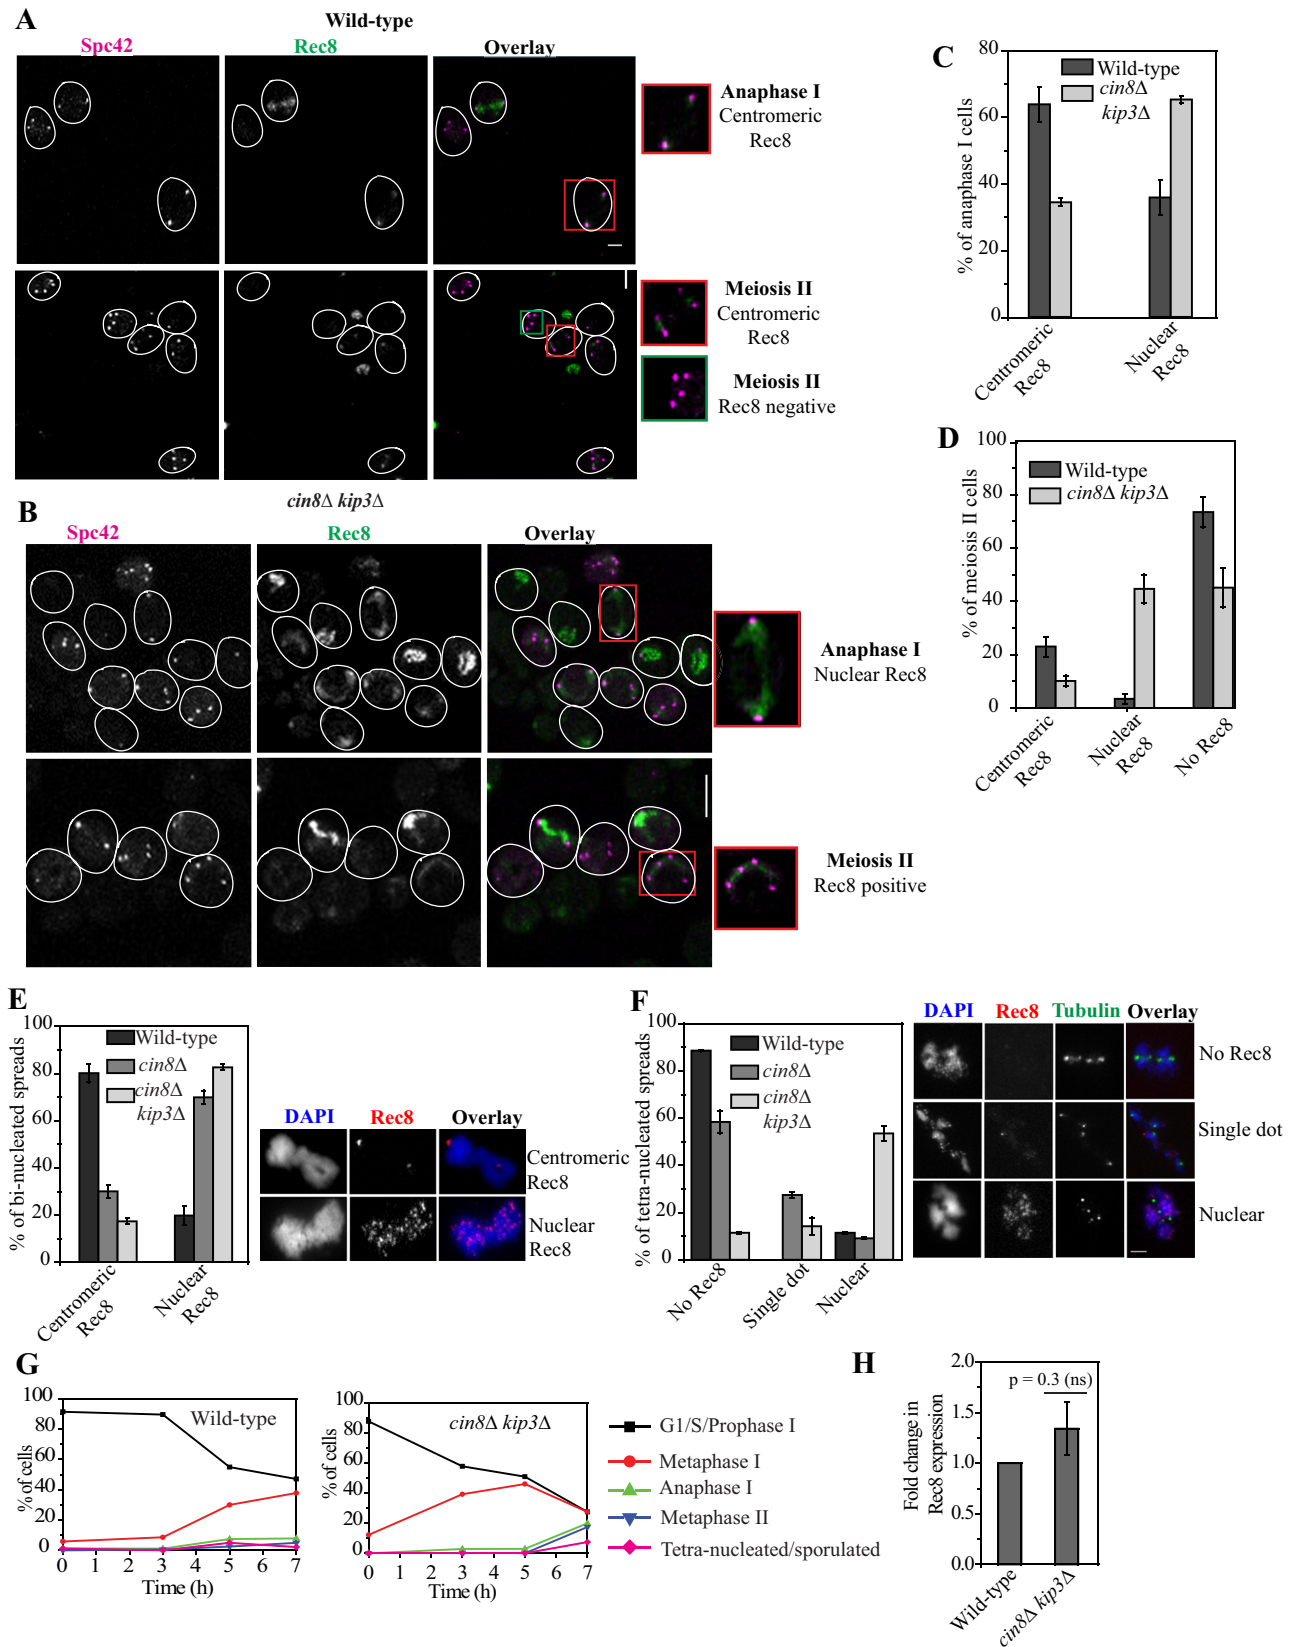 A
Wild-type
Spc42
Rec8
Overlay
Anaphase I
Centromeric
Rec8
Meiosis II
Centromeric
Rec8
Meiosis II
Rec8 negative
B
cin8Δ kip3Δ
Spc42
Rec8
Overlay
Anaphase I
Nuclear Rec8
Meiosis II
Rec8 positive
C
% of anaphase I cells
80
60
40
20
0
Wild-type
cin8Δ
kip3Δ
Centromeric
Rec8
Nuclear
Rec8
D
% of meiosis II cells
100
80
60
40
20
0
Wild-type
cin8Δ kip3Δ
Centromeric
Rec8
Nuclear
Rec8
No Rec8
E
% of bi-nucleated spreads
100
80
60
40
20
0
Wild-type
cin8Δ
cin8Δ
kip3Δ
Centromeric
Rec8
Nuclear
Rec8
DAPI
Rec8
Overlay
Centromeric
Rec8
Nuclear
Rec8
F
% of tetra-nucleated spreads
100
80
60
40
20
0
Wild-type
cin8Δ
cin8Δ
kip3Δ
No Rec8
Single dot
Nuclear
DAPI
Rec8
Tubulin
Overlay
No Rec8
Single dot
Nuclear
G
% of cells
100
80
60
40
20
0
Wild-type
0 1 2 3 4 5 6 7
Time (h)
% of cells
100
80
60
40
20
0
cin8Δ kip3Δ
0 1 2 3 4 5 6 7
Time (h)
G1/S/Prophase I
Metaphase I
Anaphase I
Metaphase II
Tetra-nucleated/sporulated
H
Fold change in
Rec8 expression
2.0
1.5
1.0
0.5
0.0
p = 0.3 (ns)
Wild-type
cin8Δ kip3Δ